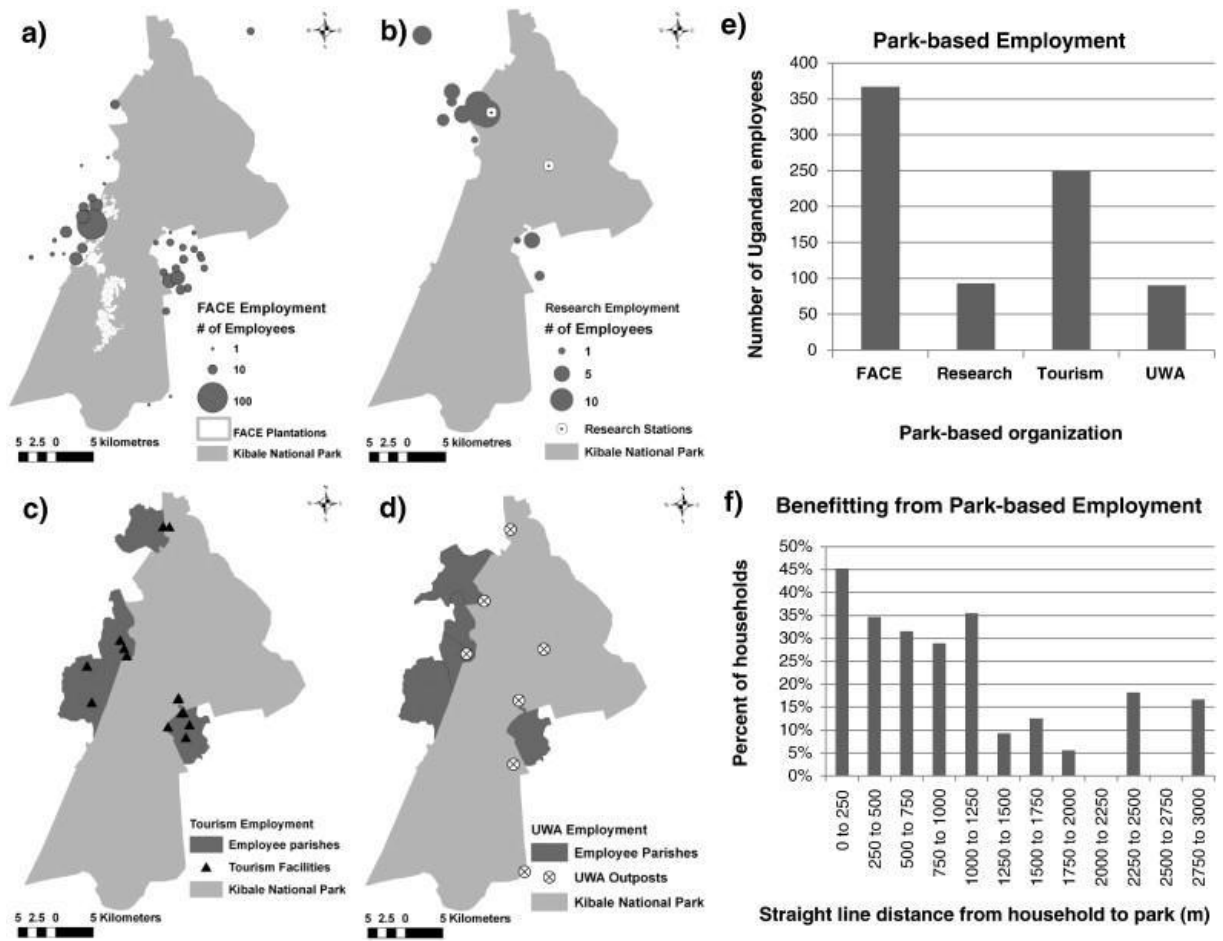 a)
FACE Employment
# of Employees
1
10
100
FACE Plantations
Kibale National Park
5 2.5 0 5 kilometres
b)
Research Employment
# of Employees
1
5
10
Research Stations
Kibale National Park
5 2.5 0 5 kilometres
e)
Park-based Employment
Number of Ugandan employees
400
350
300
250
200
150
100
50
0
FACE Research Tourism UWA
Park-based organization
c)
Tourism Employment
Employee parishes
Tourism Facilities
Kibale National Park
5 2.5 0 5 Kilometers
d)
UWA Employment
Employee Parishes
UWA Outposts
Kibale National Park
5 2.5 0 5 Kilometers
f)
Benefitting from Park-based Employment
Percent of households
50%
45%
40%
35%
30%
25%
20%
15%
10%
5%
0%
0 to 250
250 to 500
500 to 750
750 to 1000
1000 to 1250
1250 to 1500
1500 to 1750
1750 to 2000
2000 to 2250
2250 to 2500
2500 to 2750
2750 to 3000
Straight line distance from household to park (m)